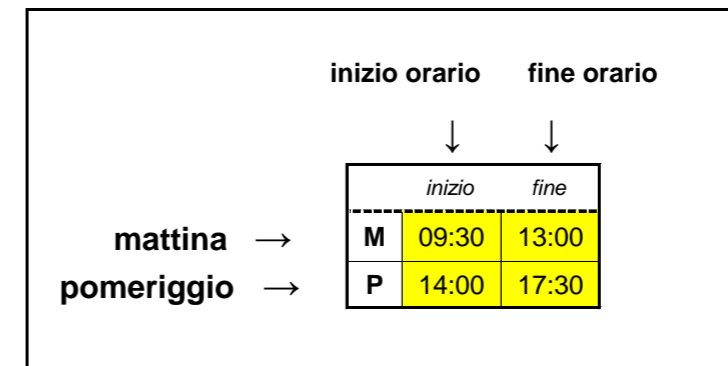 inizio orario fine orario
↓ ↓
inizio fine
mattina → M 09:30 13:00
pomeriggio → P 14:00 17:30